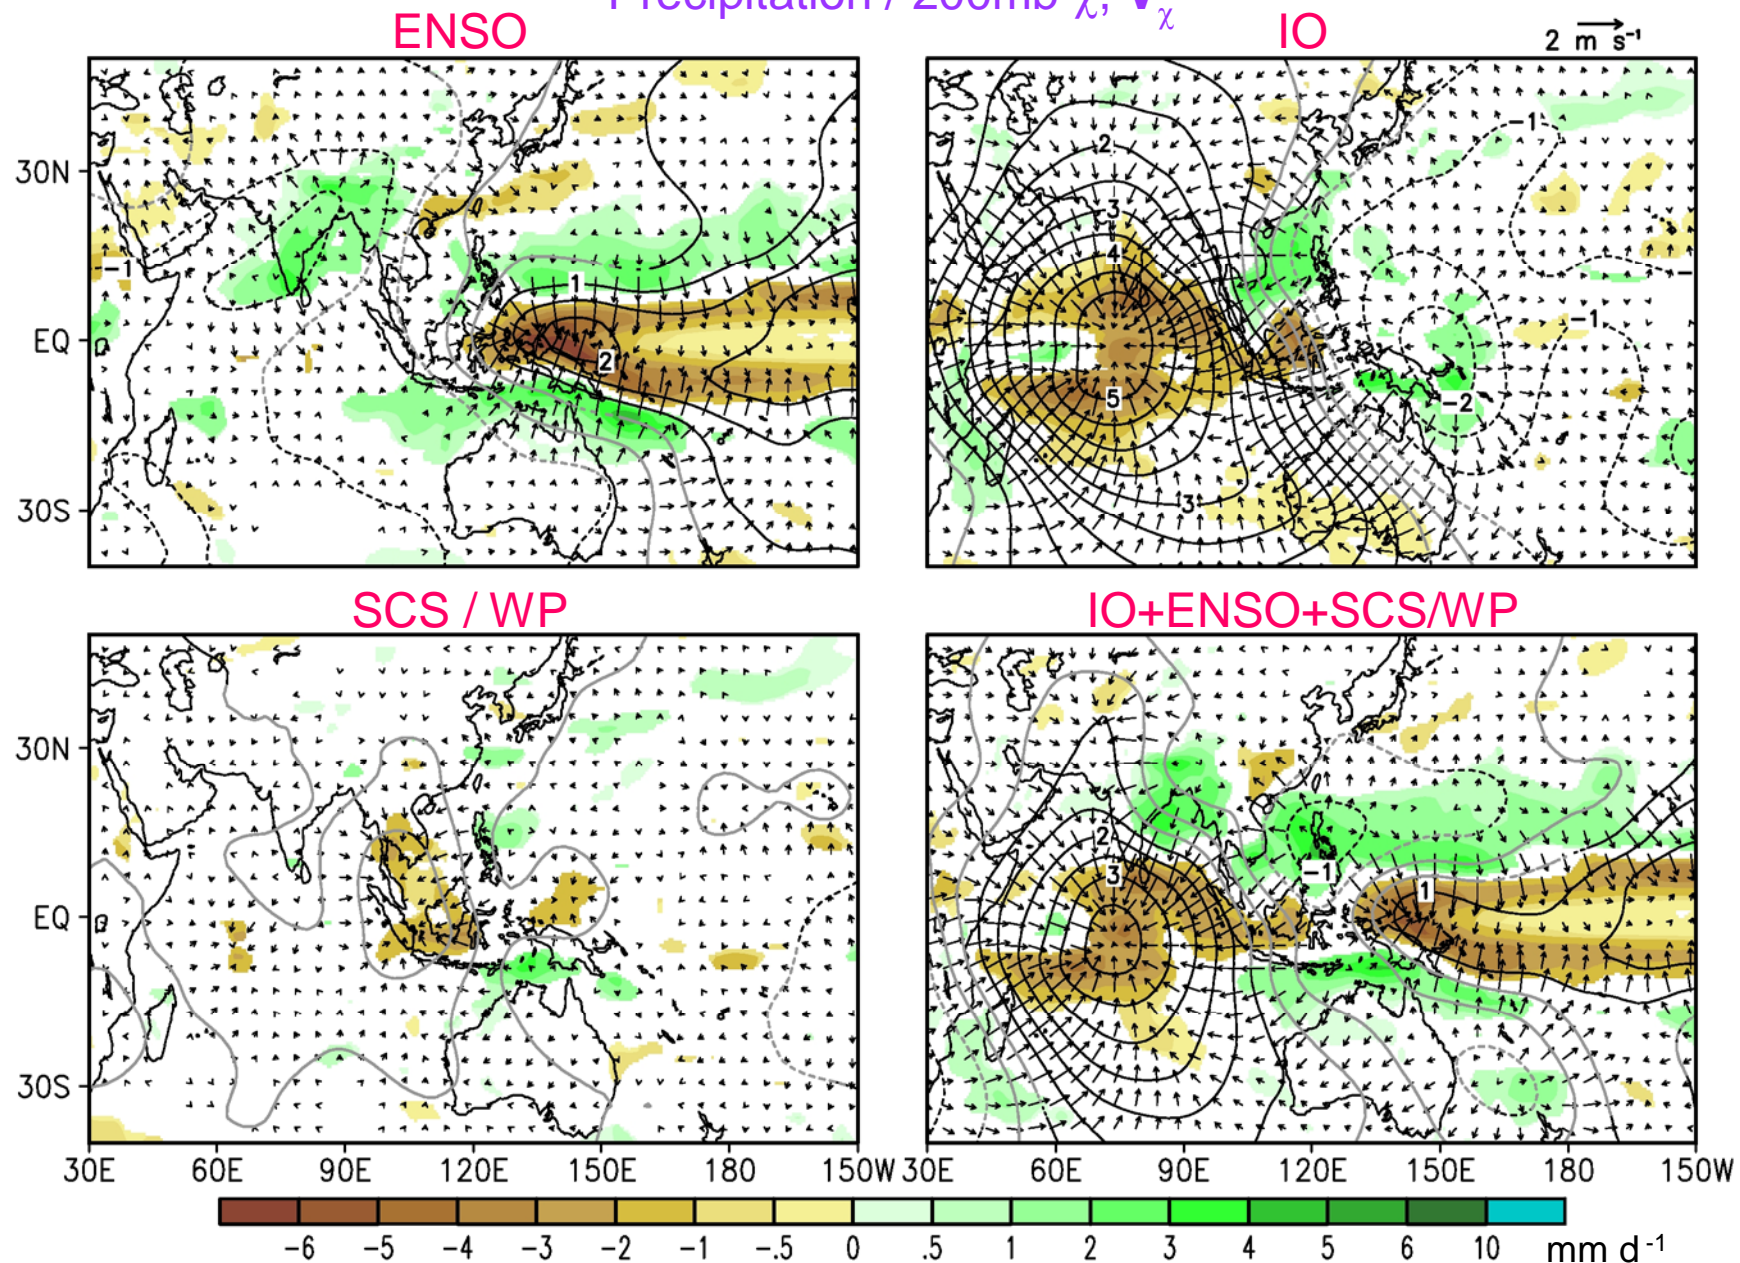 Precipitation / 200mb χ, Vχ
ENSO
IO
2 m s-1
30N
EQ
30S
-1
1
2
2
3
4
5
3
-1
-1
-2
SCS / WP
IO+ENSO+SCS/WP
30N
EQ
30S
2
3
-1
1
30E 60E 90E 120E 150E 180 150W
30E 60E 90E 120E 150E 180 150W
-6 -5 -4 -3 -2 -1 -.5 0 .5 1 2 3 4 5 6 10 mm d-1